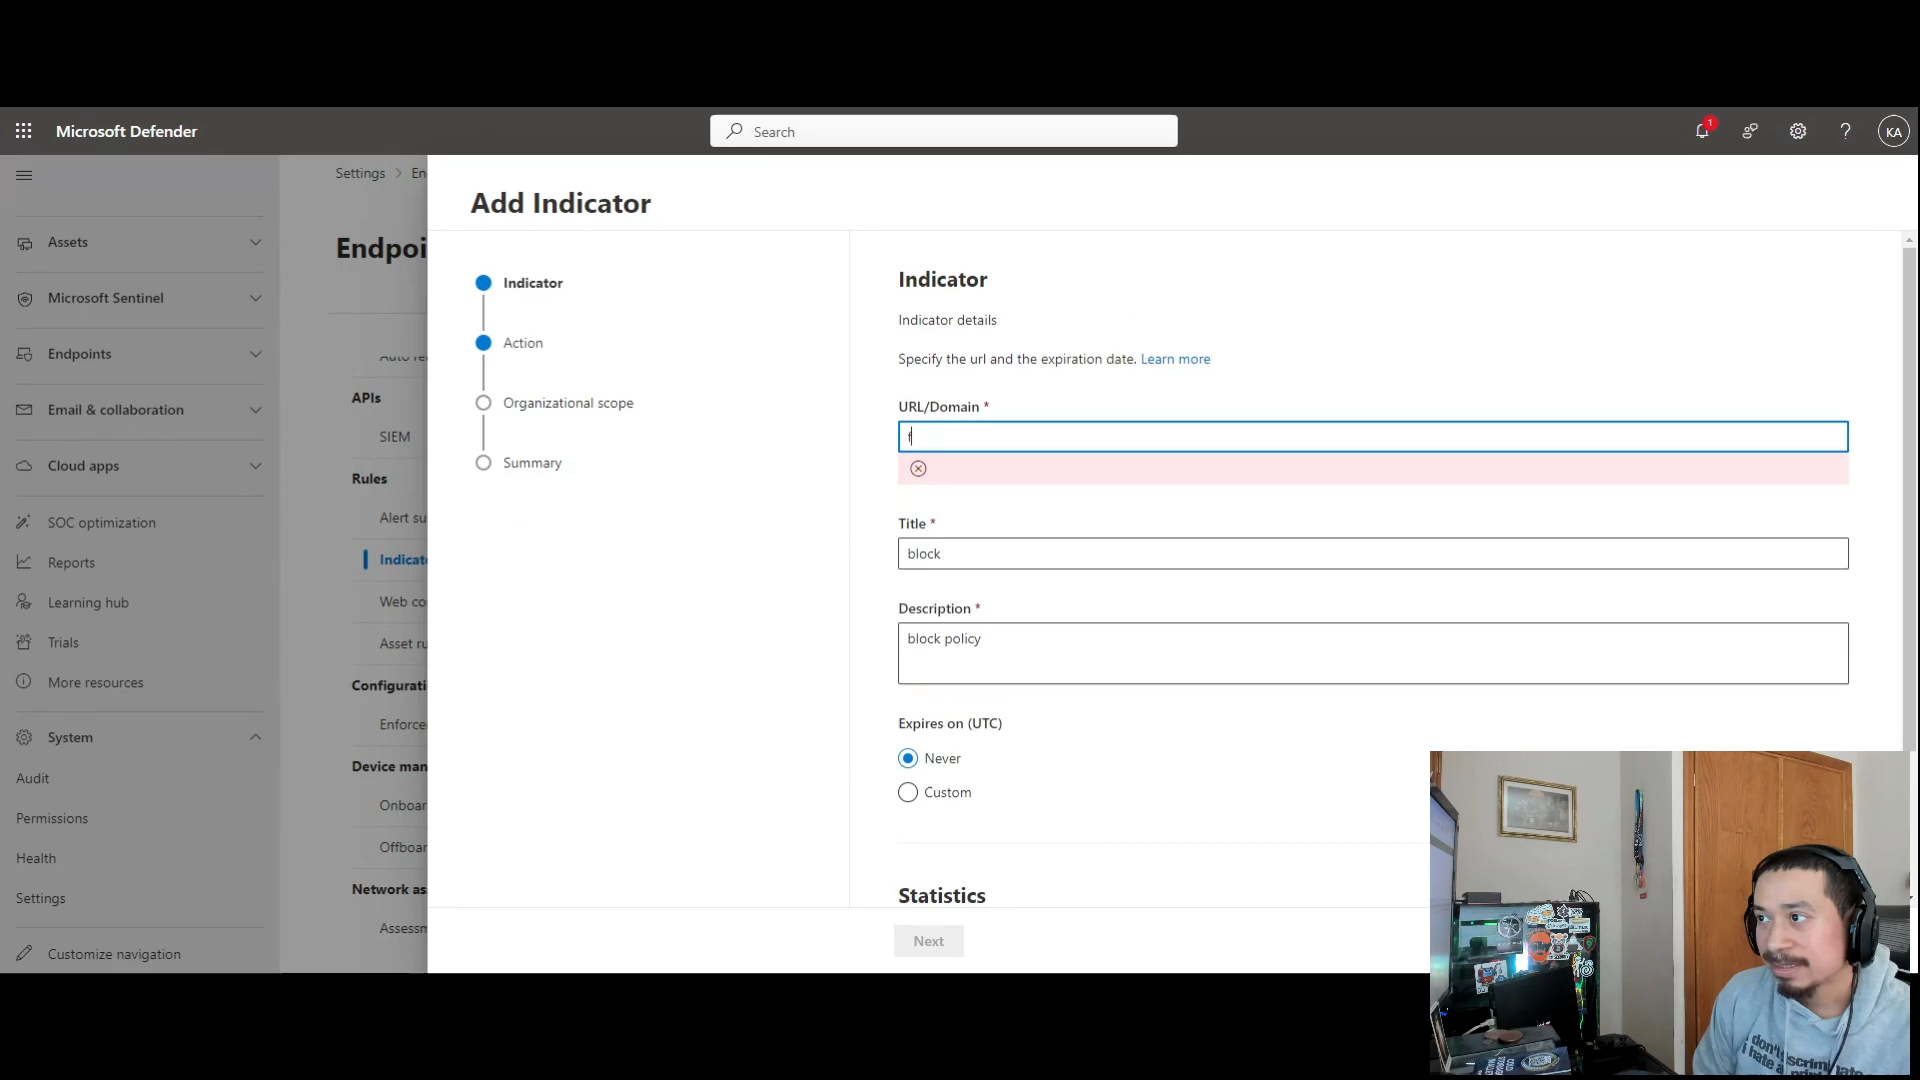 Microsoft Defender
Search
1
KA
Settings > En
Add Indicator
Endpoi
Assets
Microsoft Sentinel
Endpoints
Email & collaboration
Cloud apps
SOC optimization
Reports
Learning hub
Trials
More resources
System
Audit
Permissions
Health
Settings
Customize navigation
APIs
SIEM
Rules
Alert su
Indicat
Web co
Asset ru
Configurati
Enforce
Device man
Onboar
Offboar
Network as
Assessm
Indicator
Action
Organizational scope
Summary
Indicator
Indicator details
Specify the url and the expiration date. Learn more
URL/Domain *
f
Title *
block
Description *
block policy
Expires on (UTC)
Never
Custom
Statistics
Next